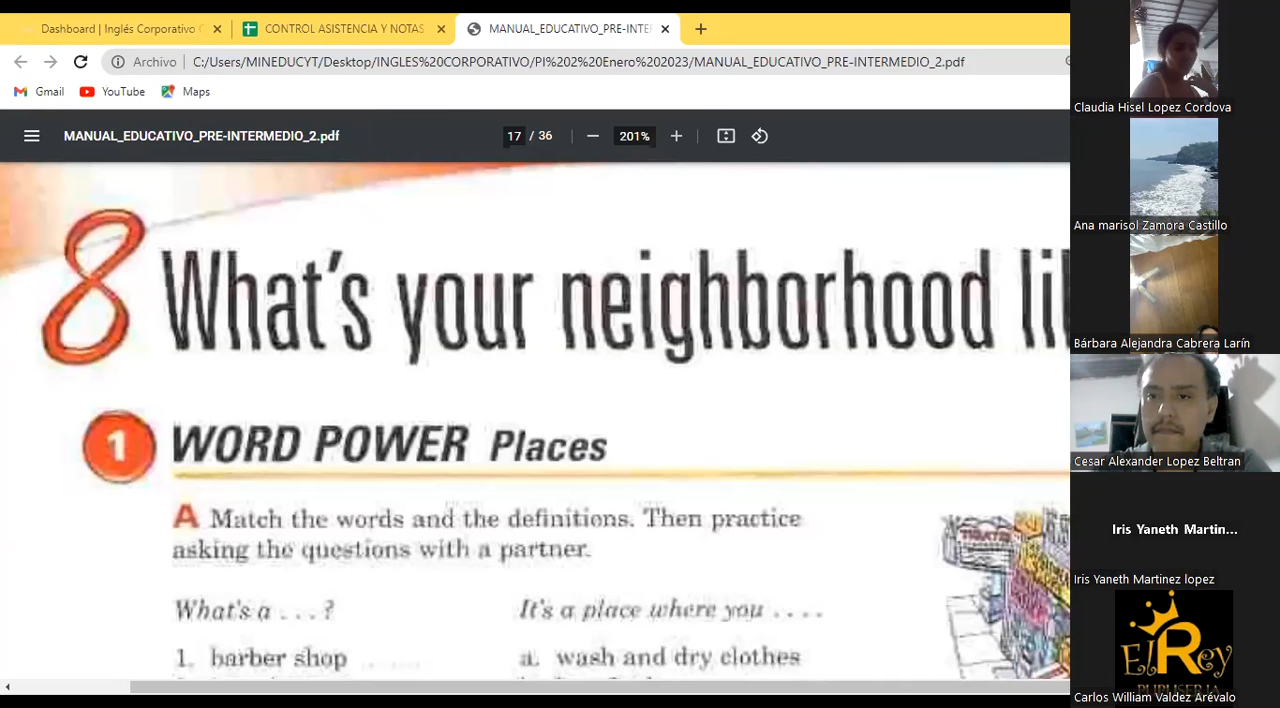 Dashboard | Inglés Corporativo
CONTROL ASISTENCIA Y NOTAS
MANUAL_EDUCATIVO_PRE-INTE
Archivo
C:/Users/MINEDUCYT/Desktop/INGLES%20CORPORATIVO/PI%202%20Enero%202023/MANUAL_EDUCATIVO_PRE-INTERMEDIO_2.pdf
Gmail
YouTube
Maps
MANUAL_EDUCATIVO_PRE-INTERMEDIO_2.pdf
17 / 36
201%
8 What's your neighborhood li
1 WORD POWER Places
A Match the words and the definitions. Then practice
asking the questions with a partner.
What's a . . . ?
It's a place where you . . . .
1. barber shop
a. wash and dry clothes
THEATER
Claudia Hisel Lopez Cordova
Ana marisol Zamora Castillo
Bárbara Alejandra Cabrera Larín
Cesar Alexander Lopez Beltran
Iris Yaneth Martin...
Iris Yaneth Martinez lopez
El Rey
PUPUSERIA
Carlos William Valdez Arévalo